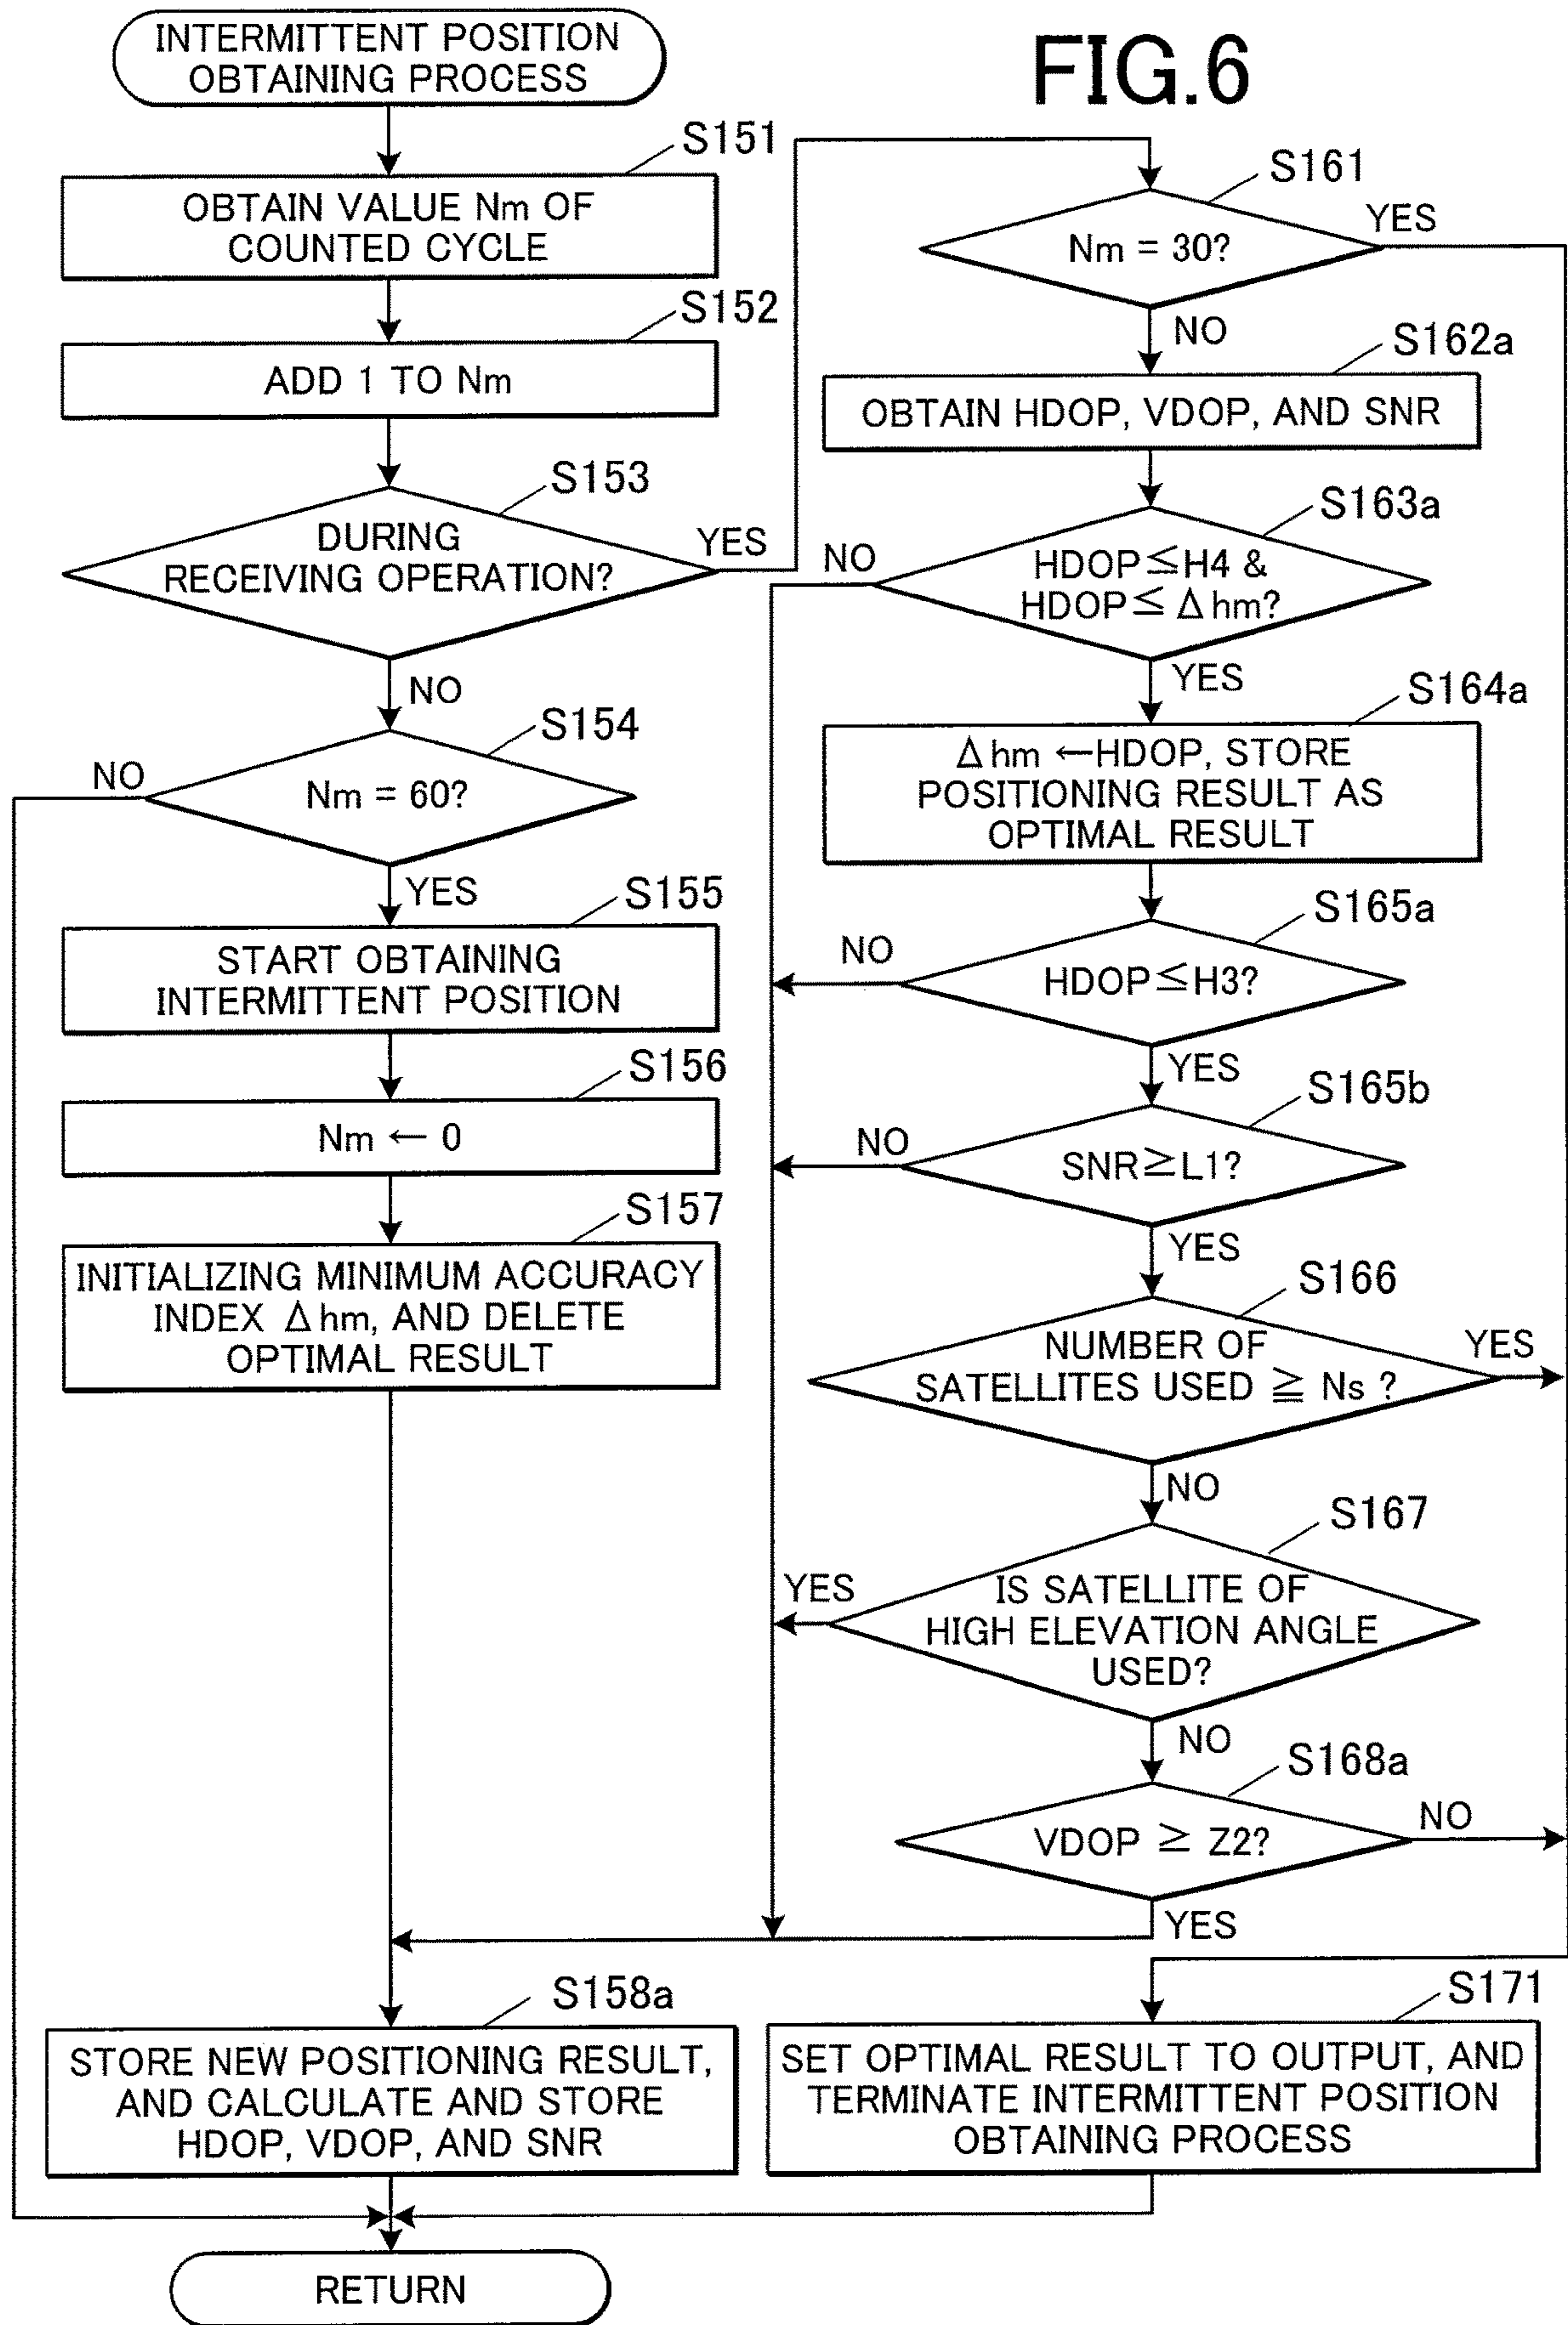 FIG.6
INTERMITTENT POSITION
OBTAINING PROCESS
S151
OBTAIN VALUE Nm OF
COUNTED CYCLE
S152
ADD 1 TO Nm
S153
DURING
RECEIVING OPERATION?
YES
NO
S154
Nm = 60?
NO
YES
S155
START OBTAINING
INTERMITTENT POSITION
S156
Nm ← 0
S157
INITIALIZING MINIMUM ACCURACY
INDEX Δhm, AND DELETE
OPTIMAL RESULT
S158a
STORE NEW POSITIONING RESULT,
AND CALCULATE AND STORE
HDOP, VDOP, AND SNR
RETURN
S161
Nm = 30?
YES
NO
S162a
OBTAIN HDOP, VDOP, AND SNR
S163a
HDOP≦H4 &
HDOP≦Δhm?
NO
YES
S164a
Δhm ←HDOP, STORE
POSITIONING RESULT AS
OPTIMAL RESULT
S165a
HDOP≦H3?
NO
YES
S165b
SNR≧L1?
NO
YES
S166
NUMBER OF
SATELLITES USED ≧ Ns ?
YES
NO
S167
IS SATELLITE OF
HIGH ELEVATION ANGLE
USED?
YES
NO
S168a
VDOP ≧ Z2?
NO
YES
S171
SET OPTIMAL RESULT TO OUTPUT, AND
TERMINATE INTERMITTENT POSITION
OBTAINING PROCESS